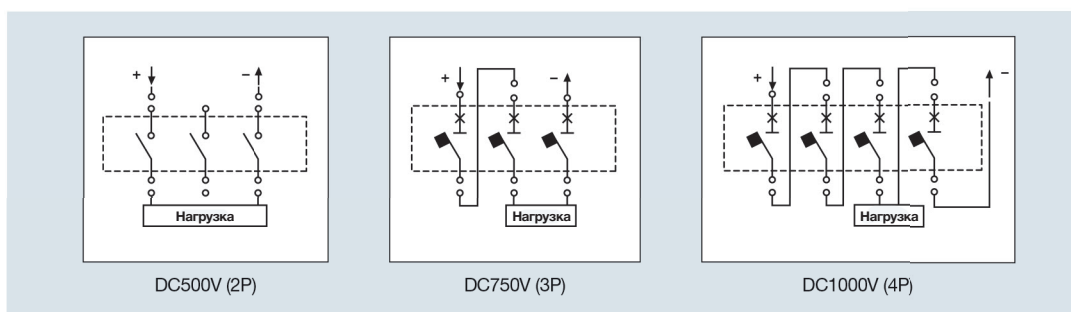 + −
Нагрузка
DC500V (2P)
+ −
Нагрузка
DC750V (3P)
+ −
Нагрузка
DC1000V (4P)